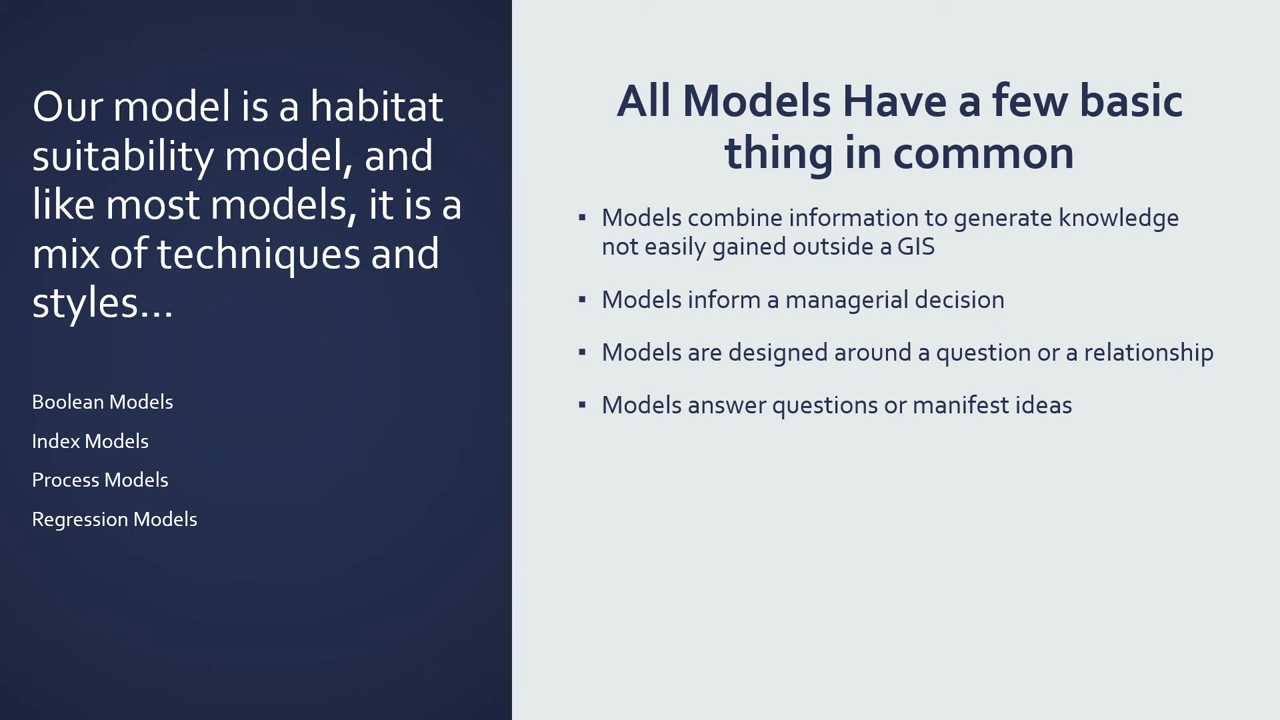 Our model is a habitat
suitability model, and
like most models, it is a
mix of techniques and
styles…
Boolean Models
Index Models
Process Models
Regression Models
All Models Have a few basic
thing in common
▪ Models combine information to generate knowledge
not easily gained outside a GIS
▪ Models inform a managerial decision
▪ Models are designed around a question or a relationship
▪ Models answer questions or manifest ideas